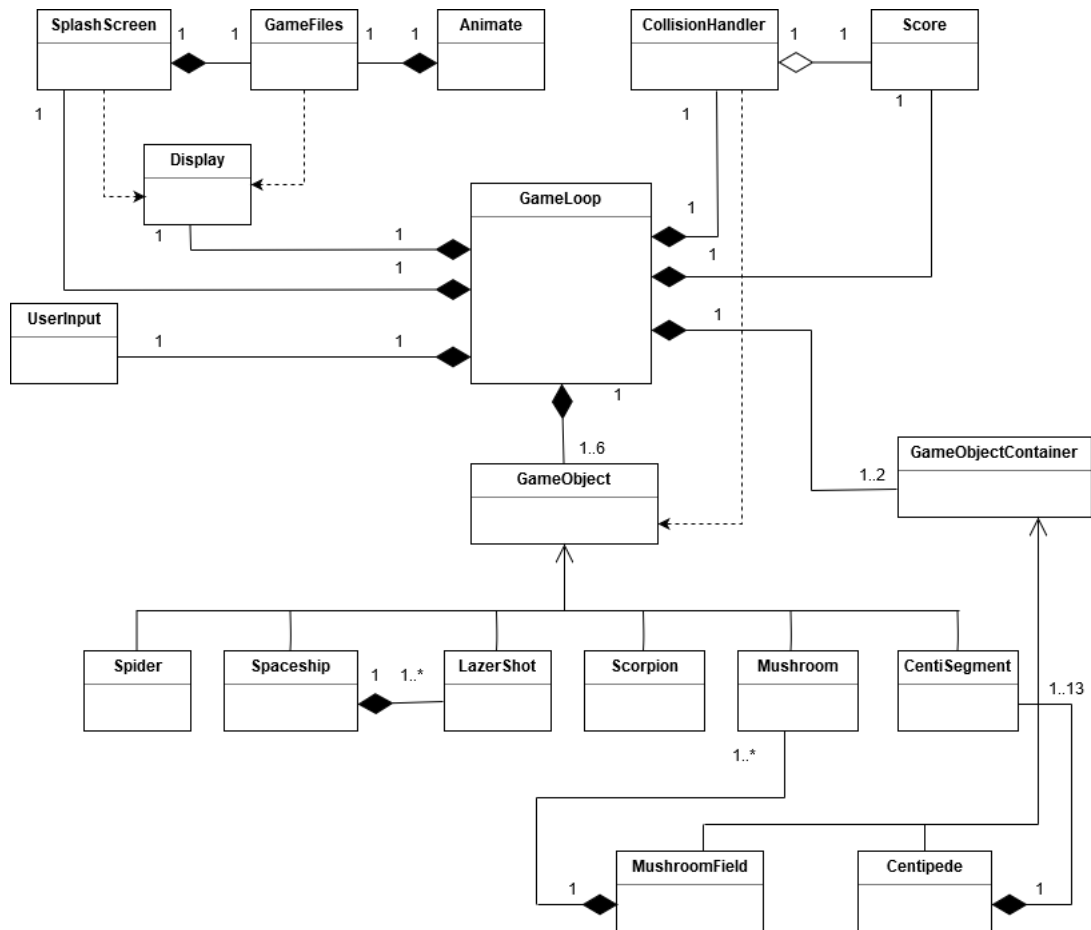 SplashScreen
1
1
GameFiles
1
1
Animate
CollisionHandler
1
1
Score
1
1
1
Display
1
1
GameLoop
1
1
1
1
UserInput
1
1
1
1..6
1..2
GameObjectContainer
GameObject
Spider
Spaceship
1
1..*
LazerShot
Scorpion
Mushroom
CentiSegment
1..13
1..*
MushroomField
1
Centipede
1